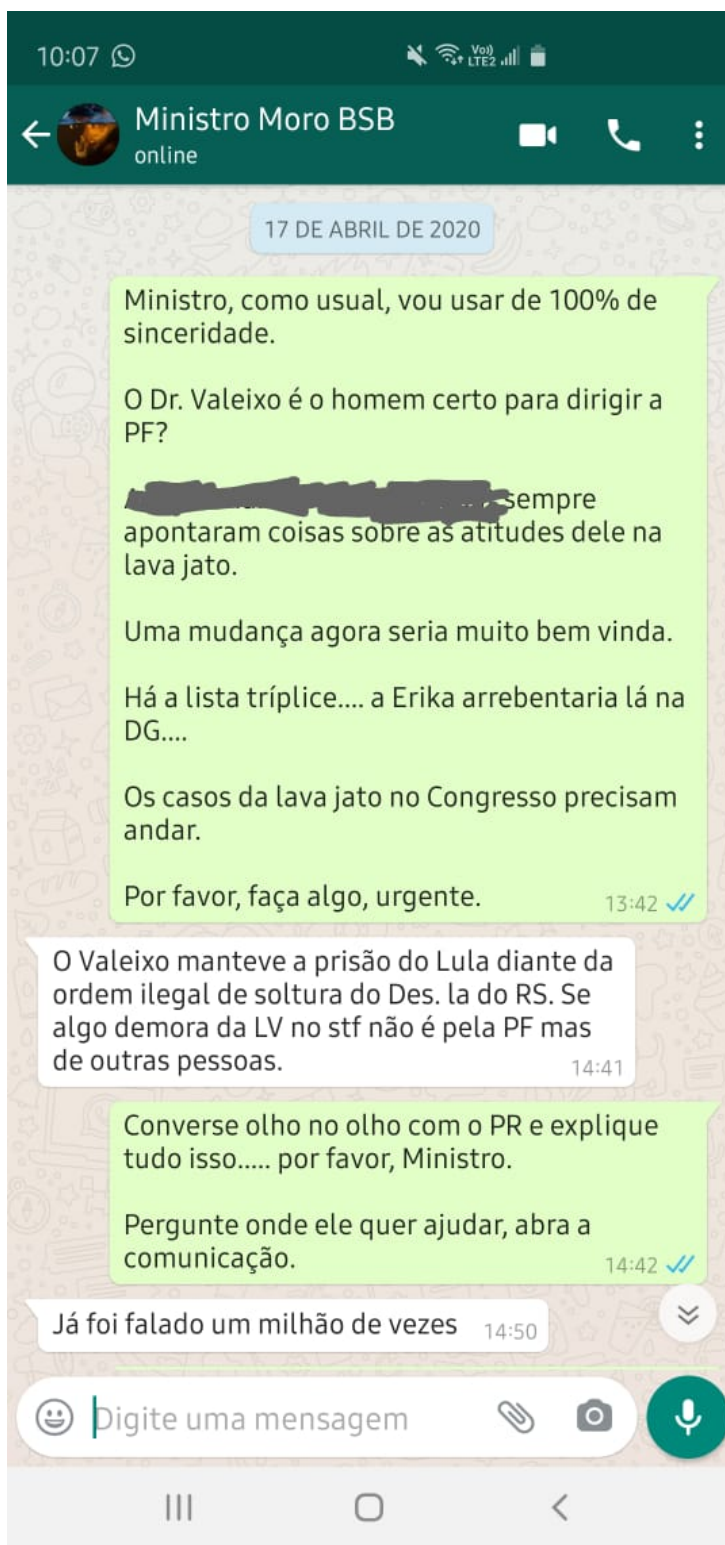 10:07
Vo))
LTE2
Ministro Moro BSB
online
17 DE ABRIL DE 2020
Ministro, como usual, vou usar de 100% de
sinceridade.
O Dr. Valeixo é o homem certo para dirigir a
PF?
sempre
apontaram coisas sobre as atitudes dele na
lava jato.
Uma mudança agora seria muito bem vinda.
Há a lista tríplice.... a Erika arrebentaria lá na
DG....
Os casos da lava jato no Congresso precisam
andar.
Por favor, faça algo, urgente.
13:42
O Valeixo manteve a prisão do Lula diante da
ordem ilegal de soltura do Des. la do RS. Se
algo demora da LV no stf não é pela PF mas
de outras pessoas.
14:41
Converse olho no olho com o PR e explique
tudo isso..... por favor, Ministro.
Pergunte onde ele quer ajudar, abra a
comunicação.
14:42
Já foi falado um milhão de vezes
14:50
Digite uma mensagem